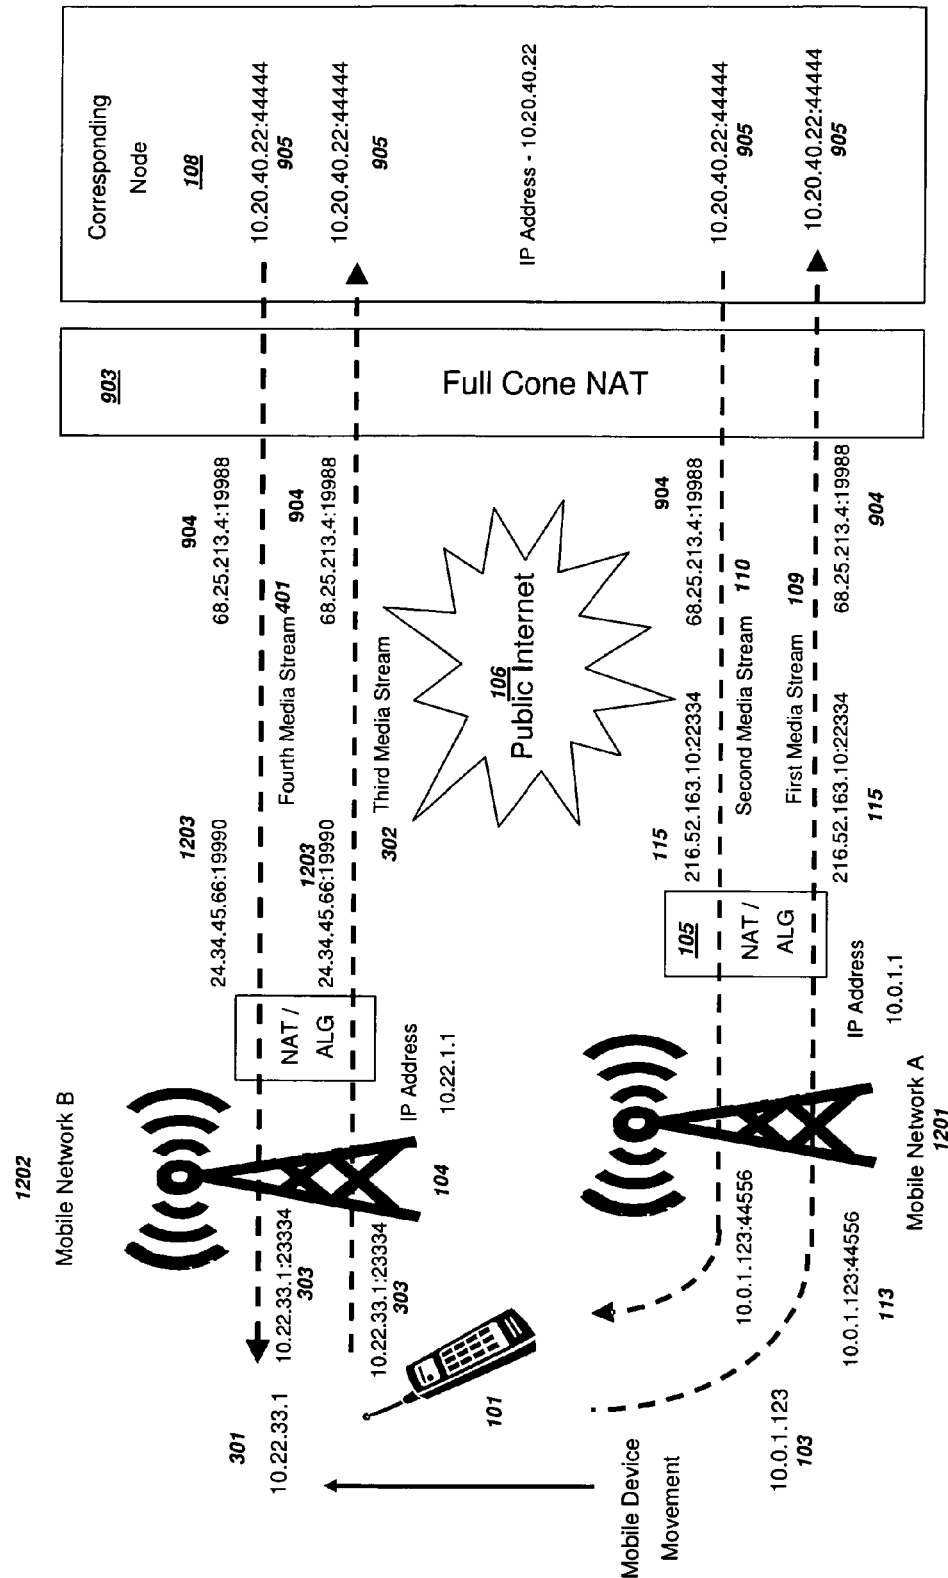 1202
Mobile Network B
301
10.22.33.1
10.22.33.1:23334
303
10.22.33.1:23334
303
104
IP Address
10.22.1.1
NAT /
ALG
1203
24.34.45.66:19990
1203
24.34.45.66:19990
Fourth Media Stream
401
Third Media Stream
302
904
68.25.213.4:19988
904
68.25.213.4:19988
903
Full Cone NAT
Corresponding
Node
108
10.20.40.22:44444
905
10.20.40.22:44444
905
IP Address - 10.20.40.22
10.20.40.22:44444
905
10.20.40.22:44444
905
106
Public Internet
Mobile Device
Movement
101
10.0.1.123
103
10.0.1.123:44556
10.0.1.123:44556
113
Mobile Network A
1201
IP Address
10.0.1.1
105
NAT /
ALG
115
216.52.163.10:22334
Second Media Stream
110
904
68.25.213.4:19988
First Media Stream
109
216.52.163.10:22334
115
68.25.213.4:19988
904